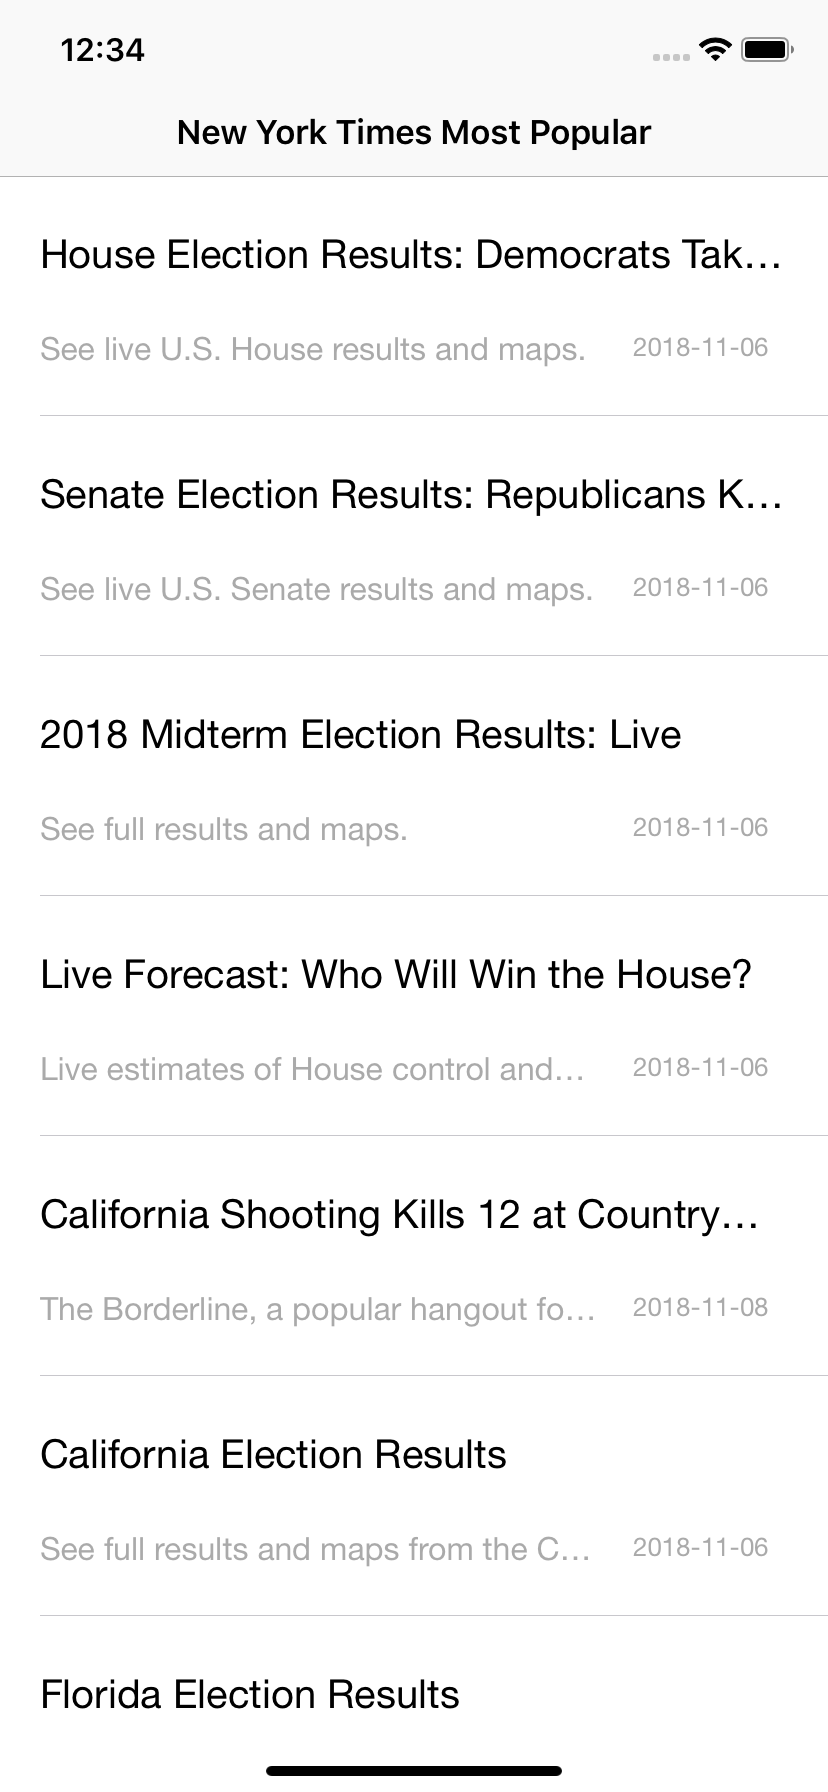 12:34
New York Times Most Popular
House Election Results: Democrats Tak…
See live U.S. House results and maps. 2018-11-06
Senate Election Results: Republicans K…
See live U.S. Senate results and maps. 2018-11-06
2018 Midterm Election Results: Live
See full results and maps. 2018-11-06
Live Forecast: Who Will Win the House?
Live estimates of House control and… 2018-11-06
California Shooting Kills 12 at Country…
The Borderline, a popular hangout fo… 2018-11-08
California Election Results
See full results and maps from the C… 2018-11-06
Florida Election Results